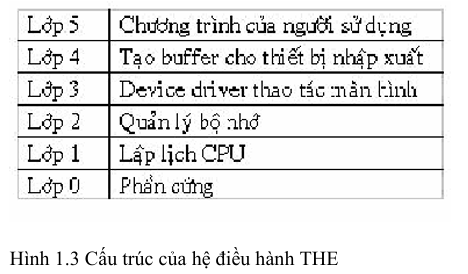 Lớp 5 Chương trình của người sử dụng
Lớp 4 Tạo buffer cho thiết bị nhập xuất
Lớp 3 Device driver thao tác màn hình
Lớp 2 Quản lý bộ nhớ
Lớp 1 Lập lịch CPU
Lớp 0 Phần cứng
Hình 1.3 Cấu trúc của hệ điều hành THE